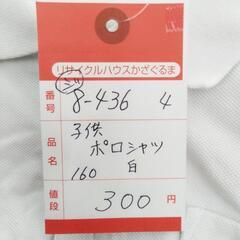 リサイクルハウスかざぐるま
番号 8-436 4
品名 子供
ポロシャツ
160 白
値段 300 円